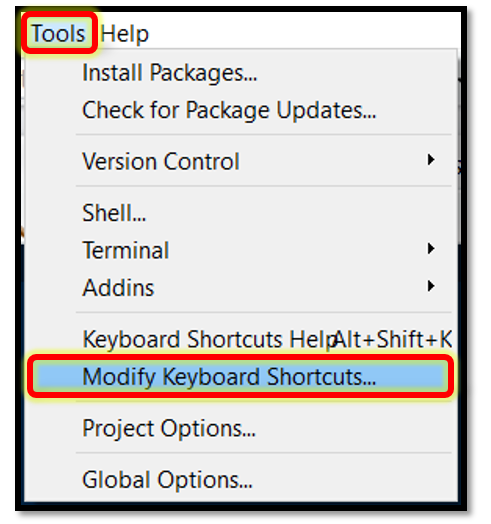 Tools Help
Install Packages...
Check for Package Updates...
Version Control
Shell...
Terminal
Addins
Keyboard Shortcuts Help Alt+Shift+K
Modify Keyboard Shortcuts...
Project Options...
Global Options...